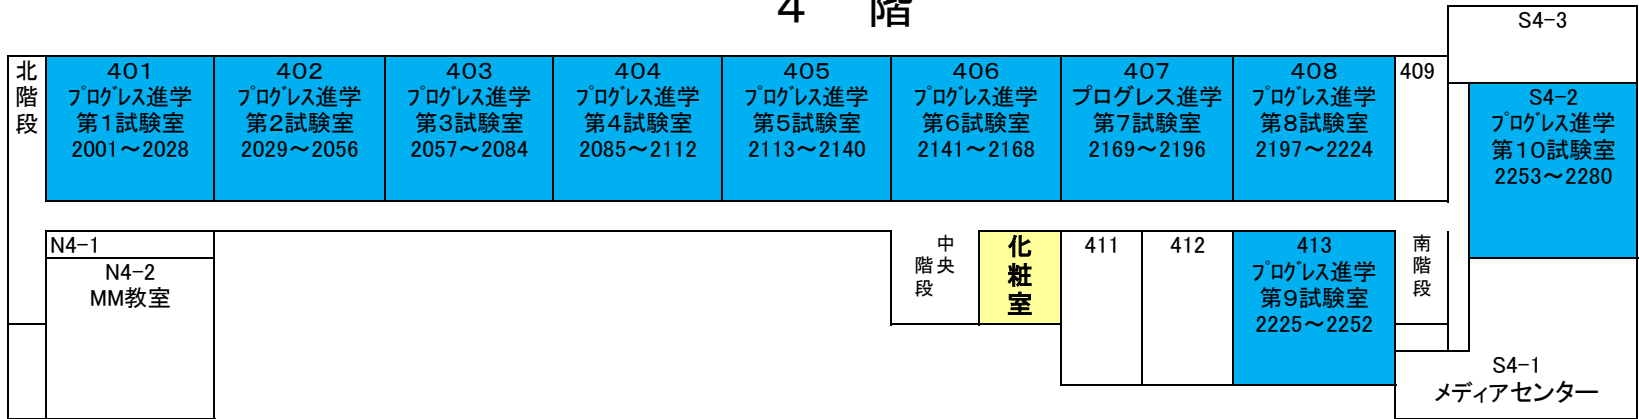 4 階
S4-3
北階段
401
プログレス進学
第1試験室
2001～2028
402
プログレス進学
第2試験室
2029～2056
403
プログレス進学
第3試験室
2057～2084
404
プログレス進学
第4試験室
2085～2112
405
プログレス進学
第5試験室
2113～2140
406
プログレス進学
第6試験室
2141～2168
407
プログレス進学
第7試験室
2169～2196
408
プログレス進学
第8試験室
2197～2224
409
S4-2
プログレス進学
第10試験室
2253～2280
N4-1
N4-2
MM教室
中央階段
化粧室
411
412
413
プログレス進学
第9試験室
2225～2252
南階段
S4-1
メディアセンター